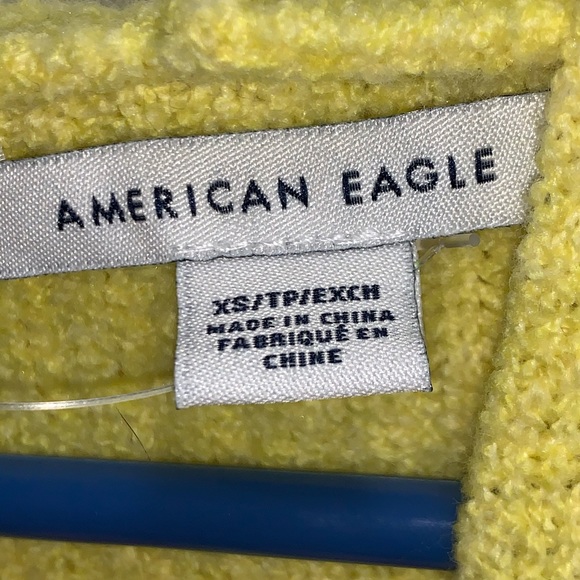 AMERICAN EAGLE
XS/TP/EXCH
MADE IN CHINA
FABRIQUÉ EN
CHINE